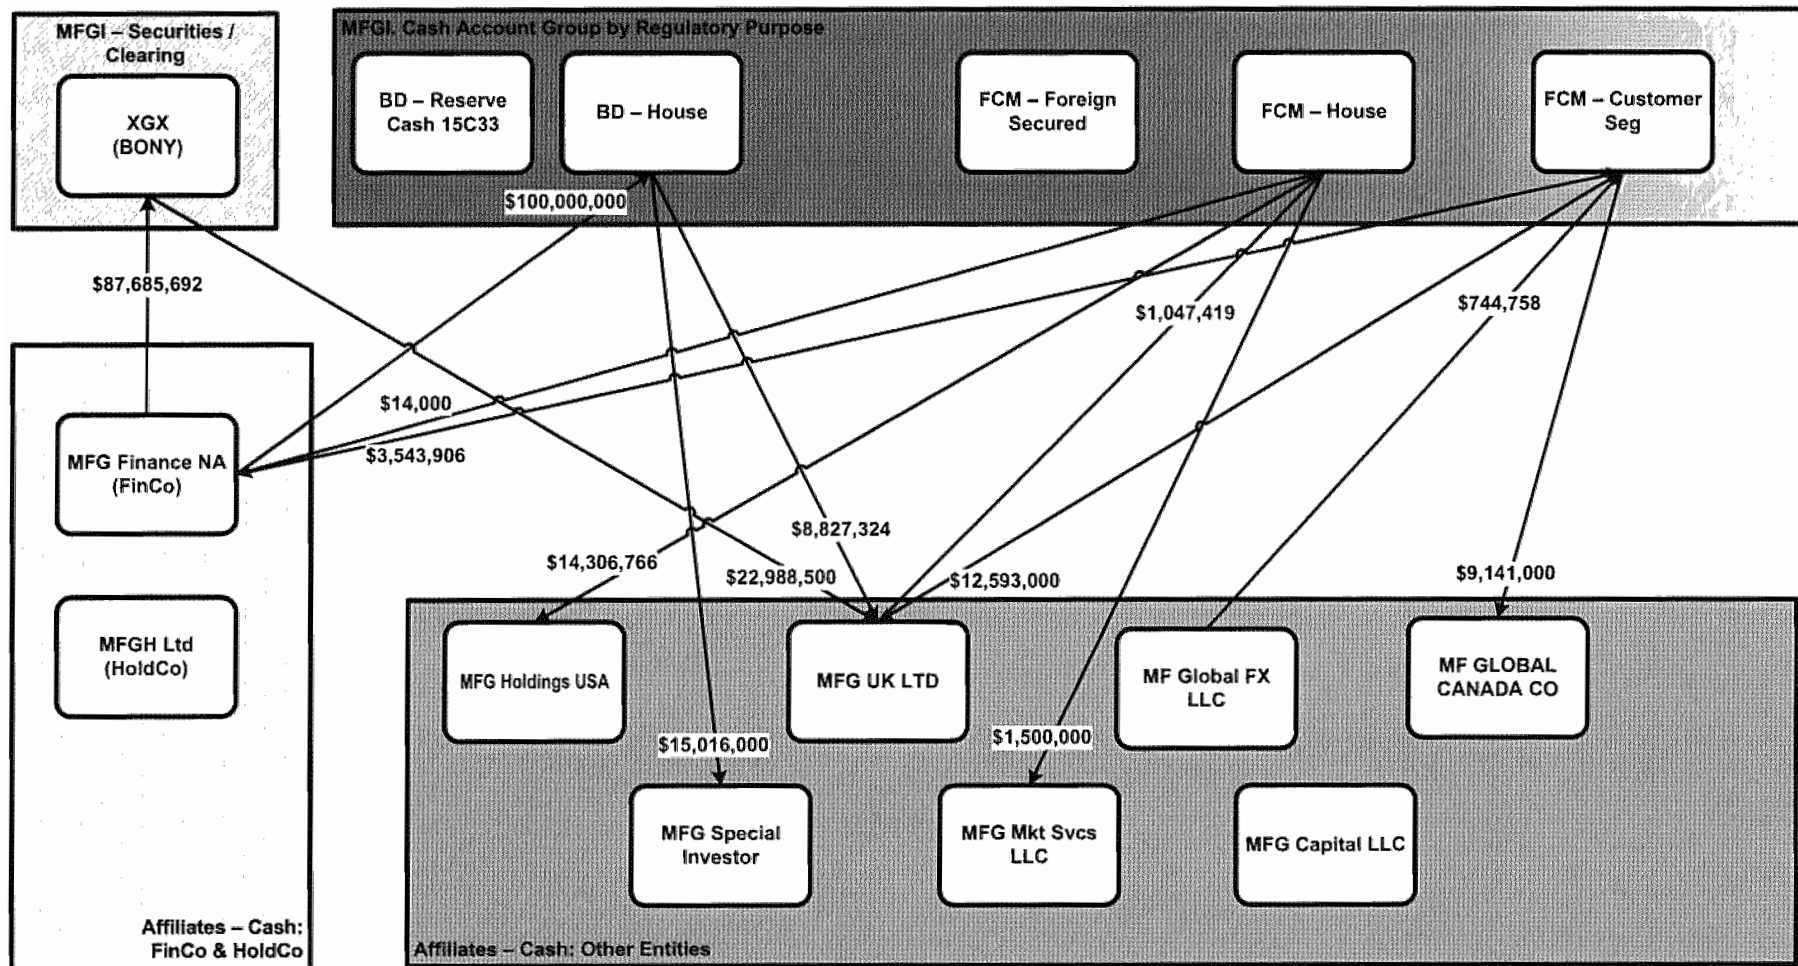 MFGI – Securities /
Clearing
XGX
(BONY)
MFGI. Cash Account Group by Regulatory Purpose
BD – Reserve
Cash 15C33
BD – House
FCM – Foreign
Secured
FCM – House
FCM – Customer
Seg
$100,000,000
$87,685,692
$1,047,419
$744,758
$14,000
$3,543,906
MFG Finance NA
(FinCo)
$8,827,324
$14,306,766
$22,988,500
$12,593,000
$9,141,000
MFGH Ltd
(HoldCo)
MFG Holdings USA
MFG UK LTD
MF Global FX
LLC
MF GLOBAL
CANADA CO
$15,016,000
$1,500,000
MFG Special
Investor
MFG Mkt Svcs
LLC
MFG Capital LLC
Affiliates – Cash:
FinCo & HoldCo
Affiliates – Cash: Other Entities